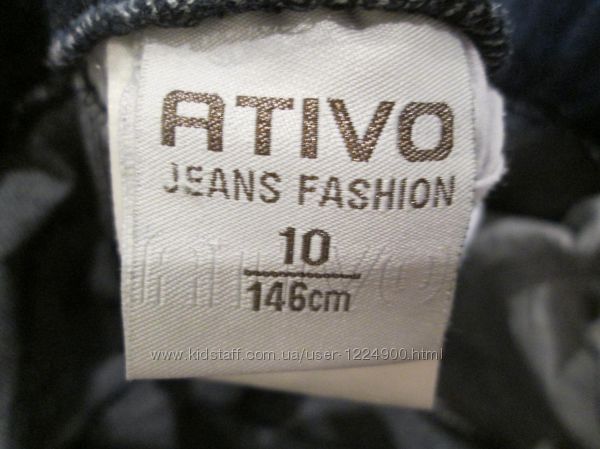 ATIVO
JEANS FASHION
10
146cm
www.kidstaff.com.ua/user-1224900.html